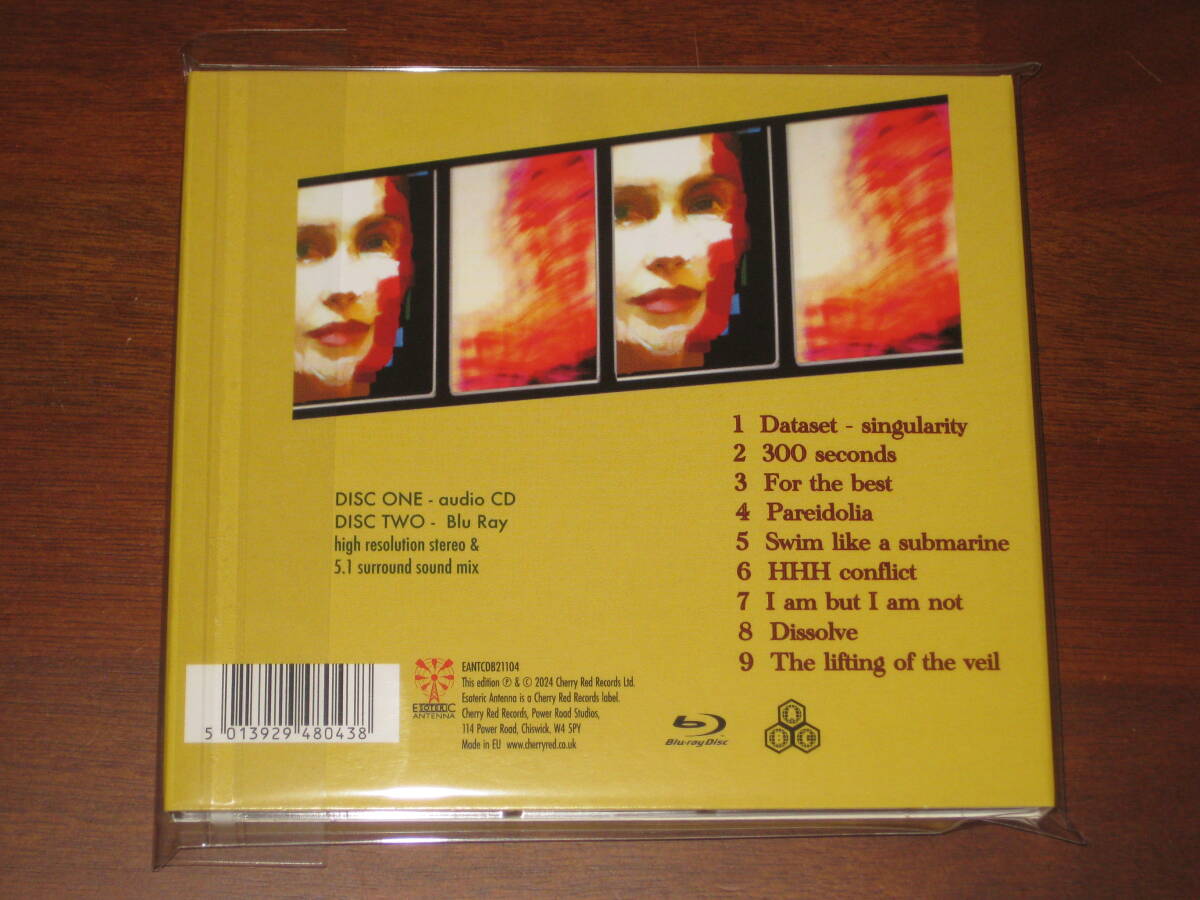 1 Dataset - singularity
2 300 seconds
3 For the best
4 Pareidolia
5 Swim like a submarine
6 HHH conflict
7 I am but I am not
8 Dissolve
9 The lifting of the veil
DISC ONE - audio CD
DISC TWO - Blu Ray
high resolution stereo &
5.1 surround sound mix
5 013929 480438
ESOTERIC
ANTENNA
EANTCDB21104
This edition ℗ & © 2024 Cherry Red Records Ltd.
Esoteric Antenna is a Cherry Red Records label.
Cherry Red Records, Power Road Studios,
114 Power Road, Chiswick. W4 5PY
Made in EU www.cherryred.co.uk
Blu-ray Disc